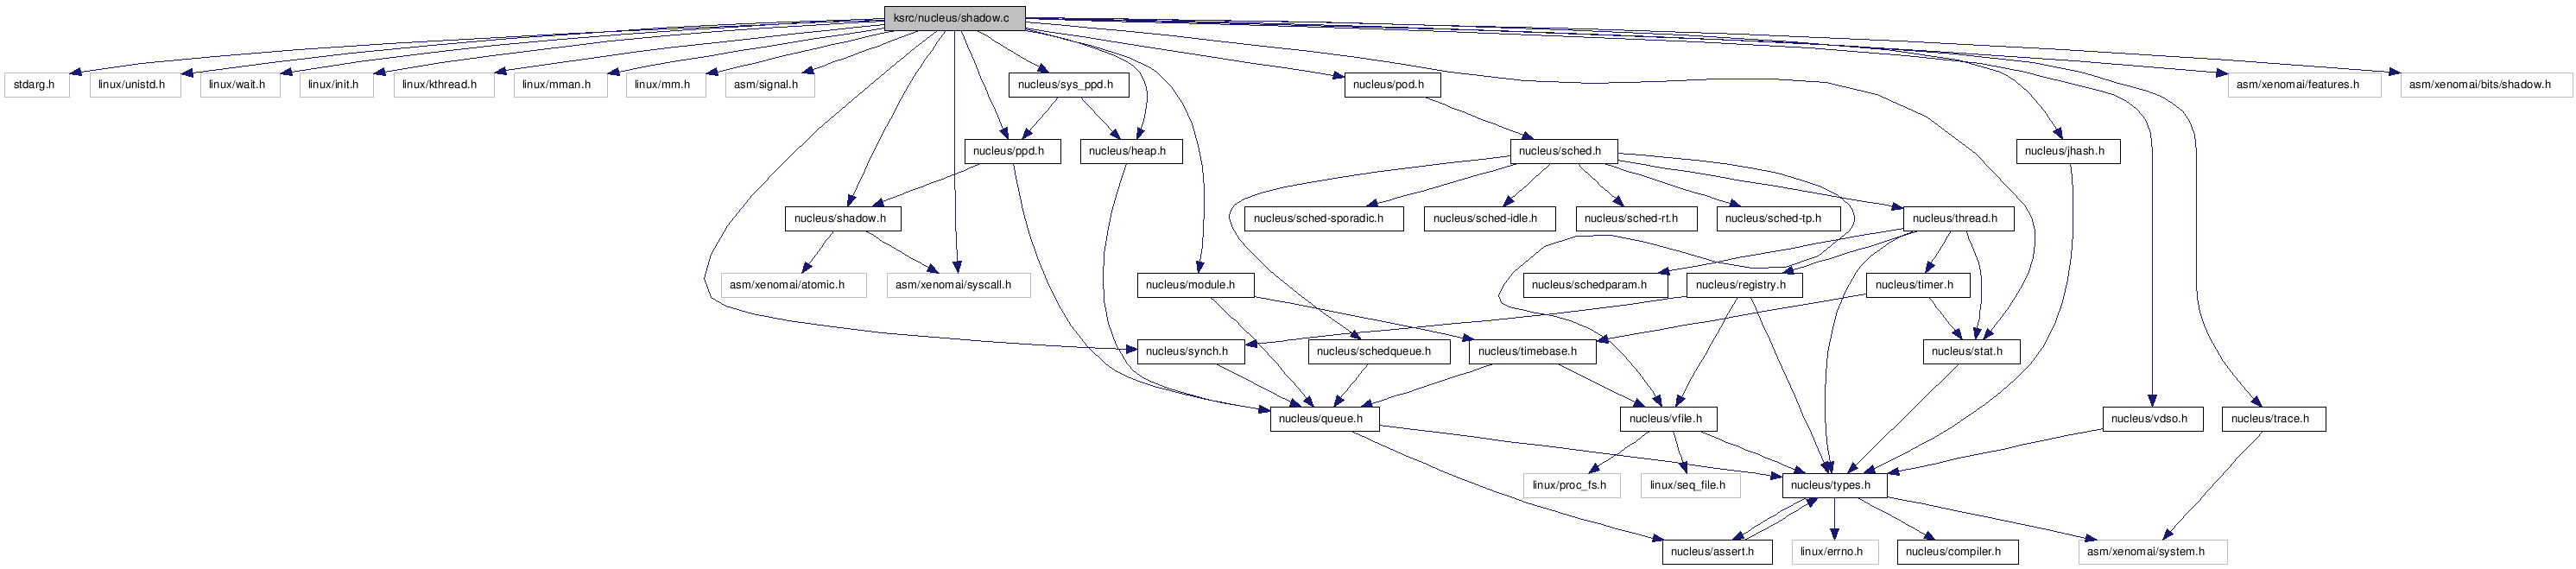 ksrc/nucleus/shadow.c
stdarg.h
linux/unistd.h
linux/wait.h
linux/init.h
linux/kthread.h
linux/mman.h
linux/mm.h
asm/signal.h
nucleus/sys_ppd.h
nucleus/pod.h
asm/xenomai/features.h
asm/xenomai/bits/shadow.h
nucleus/ppd.h
nucleus/heap.h
nucleus/sched.h
nucleus/jhash.h
nucleus/shadow.h
nucleus/sched-sporadic.h
nucleus/sched-idle.h
nucleus/sched-rt.h
nucleus/sched-tp.h
nucleus/thread.h
asm/xenomai/atomic.h
asm/xenomai/syscall.h
nucleus/module.h
nucleus/schedparam.h
nucleus/registry.h
nucleus/timer.h
nucleus/synch.h
nucleus/schedqueue.h
nucleus/timebase.h
nucleus/stat.h
nucleus/queue.h
nucleus/vfile.h
nucleus/vdso.h
nucleus/trace.h
linux/proc_fs.h
linux/seq_file.h
nucleus/types.h
nucleus/assert.h
linux/errno.h
nucleus/compiler.h
asm/xenomai/system.h